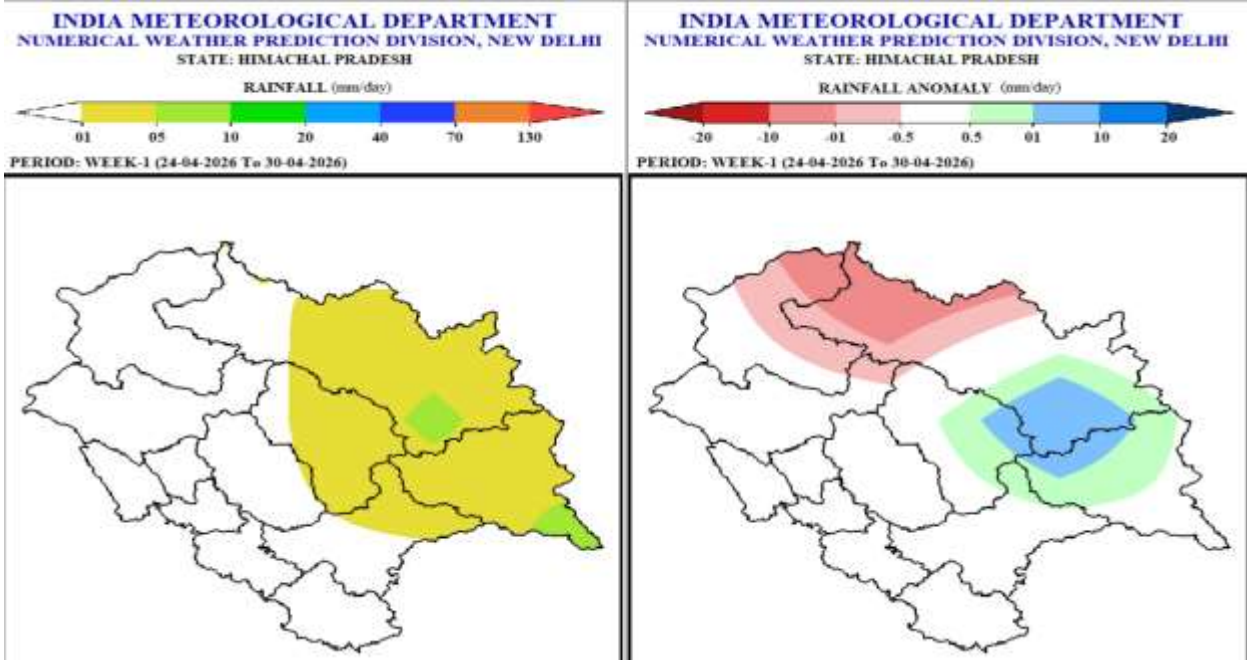 INDIA METEOROLOGICAL DEPARTMENT
NUMERICAL WEATHER PREDICTION DIVISION, NEW DELHI
STATE: HIMACHAL PRADESH
RAINFALL (mm/day)
01 05 10 20 40 70 130
PERIOD: WEEK-1 (24-04-2026 To 30-04-2026)
INDIA METEOROLOGICAL DEPARTMENT
NUMERICAL WEATHER PREDICTION DIVISION, NEW DELHI
STATE: HIMACHAL PRADESH
RAINFALL ANOMALY (mm/day)
-20 -10 -01 -0.5 0.5 01 10 20
PERIOD: WEEK-1 (24-04-2026 To 30-04-2026)